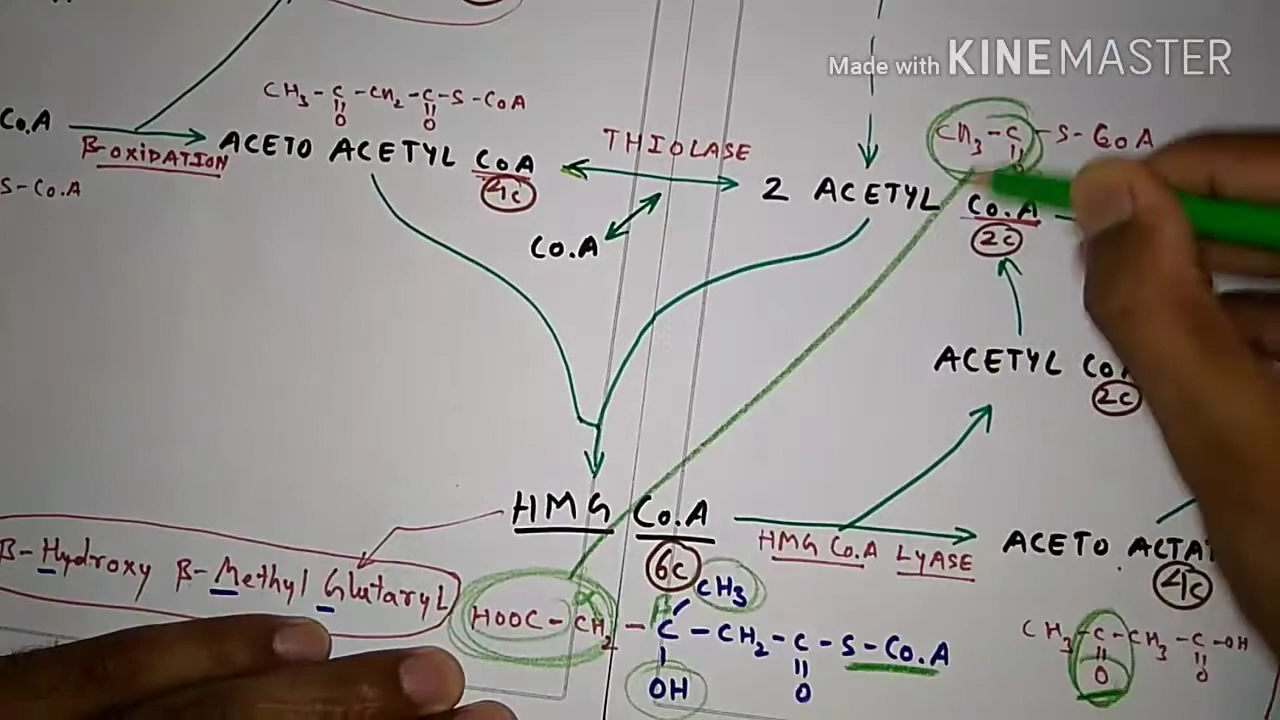 Made with KINEMASTER
CH3-C-CH2-C-S-COA
O
O
CH3-C-S-COA
Co.A
β-OXIDATION
ACETO ACETYL CoA
4C
THIOLASE
2 ACETYL Co.A
2C
S-Co.A
Co.A
ACETYL
2C
HMG Co.A
6C
HMG Co.A LYASE
ACETO
4C
β-Hydroxy β-Methyl GlutaryL
HOOC-CH2-C-CH2-C-S-Co.A
β
CH3
OH
O
CH3-C-CH3-C-OH
O
O